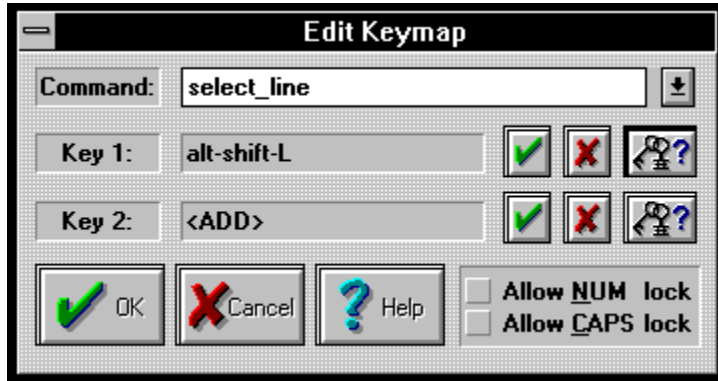 Edit Keymap
Command: select_line
Key 1: alt-shift-L ?
Key 2: <ADD> ?
OK Cancel ? Help
Allow NUM lock
Allow CAPS lock